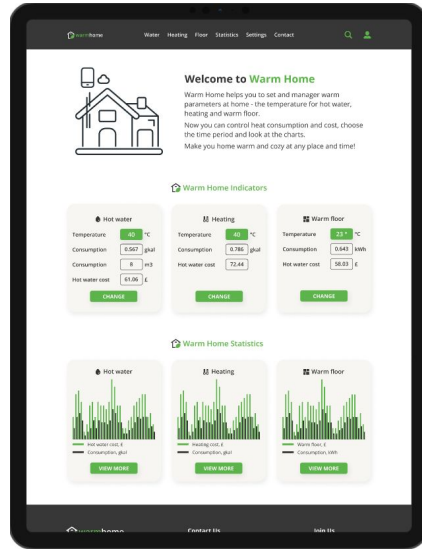 warmhome
Water Heating Floor Statistics Settings Contact
Welcome to Warm Home
Warm Home helps you to set and manager warm
parameters at home - the temperature for hot water,
heating and warm floor.
Now you can control heat consumption and cost, choose
the time period and look at the charts.
Make you home warm and cozy at any place and time!
Warm Home Indicators
Hot water
Temperature 40 °C
Consumption 0.567 gkal
Consumption 8 m3
Hot water cost 61.06 £
CHANGE
Heating
Temperature 40 °C
Consumption 0.786 gkal
Hot water cost 72.44
CHANGE
Warm floor
Temperature 23 ° °C
Consumption 0.643 kWh
Hot water cost 58.03 £
CHANGE
Warm Home Statistics
Hot water
Hot water cost, £
Consumption, gkal
VIEW MORE
Heating
Heating cost, £
Consumption, gkal
VIEW MORE
Warm floor
Warm floor, £
Consumption, kWh
VIEW MORE
warmhome
Contact Us
Join Us